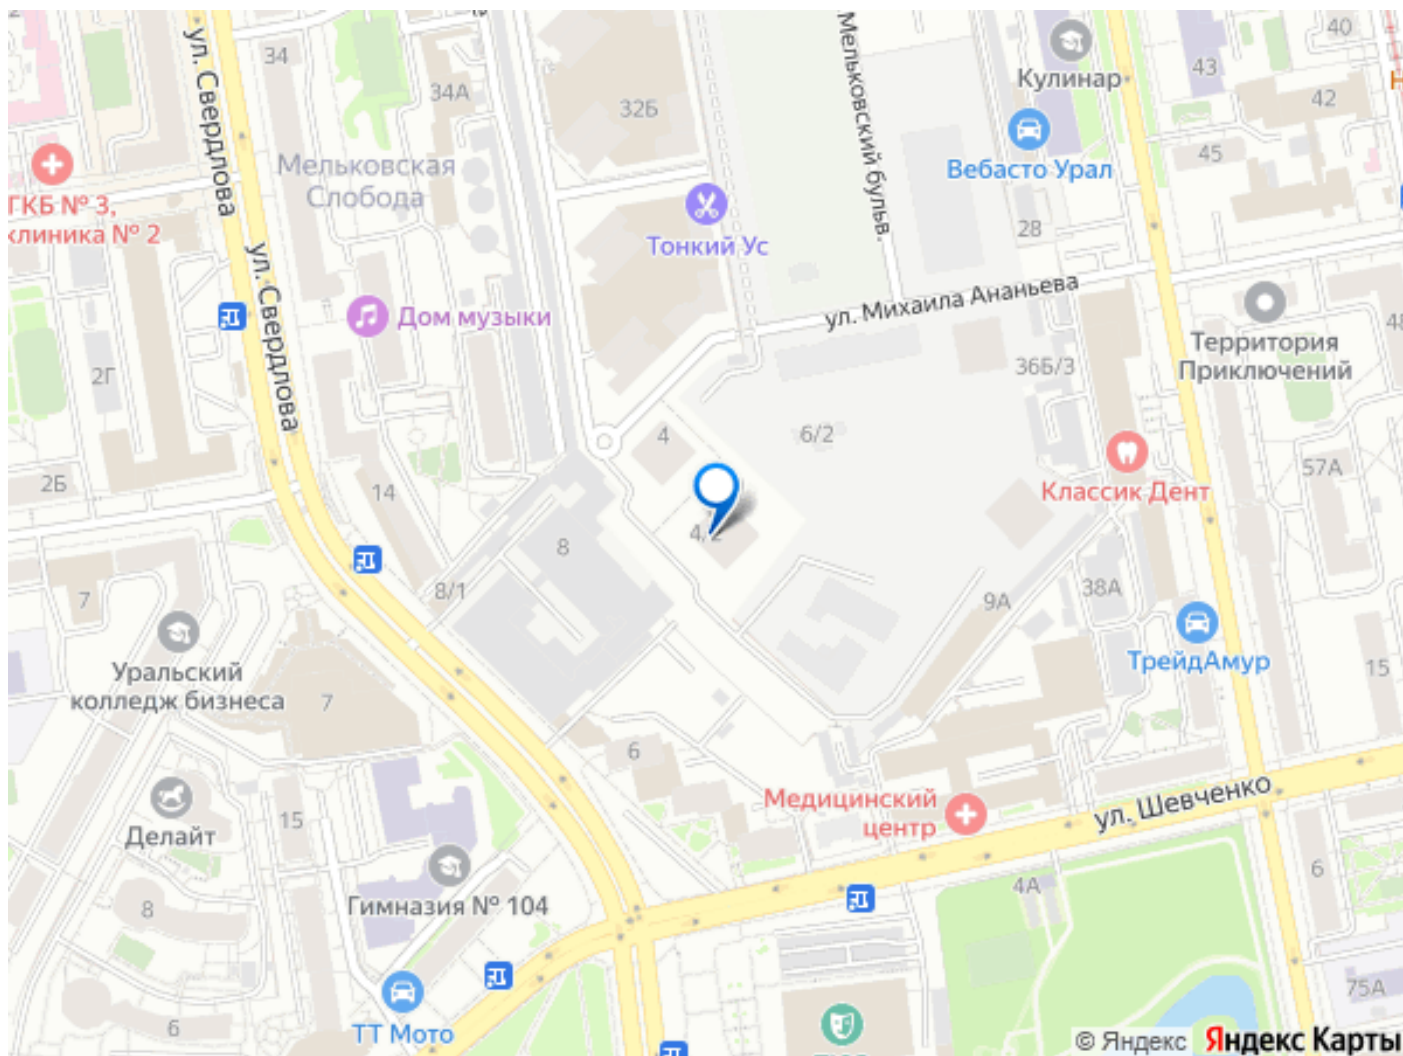 ул. Свердлова
34
34А
32Б
Мельковский бульв.
Кулинар
43
40
42
45
Вебасто Урал
28
Мельковская
Слобода
ГКБ № 3,
клиника № 2
Тонкий Ус
ул. Свердлова
Дом музыки
ул. Михаила Ананьева
Территория
Приключений
48
2Г
36Б/3
4
6/2
57А
2Б
14
Классик Дент
4/2
8
8/1
7
9А
38А
Уральский
колледж бизнеса
7
ТрейдАмур
15
6
Делайт
15
Медицинский
центр
ул. Шевченко
8
Гимназия № 104
4А
6
75А
6
ТТ Мото
© Яндекс Яндекс Карты